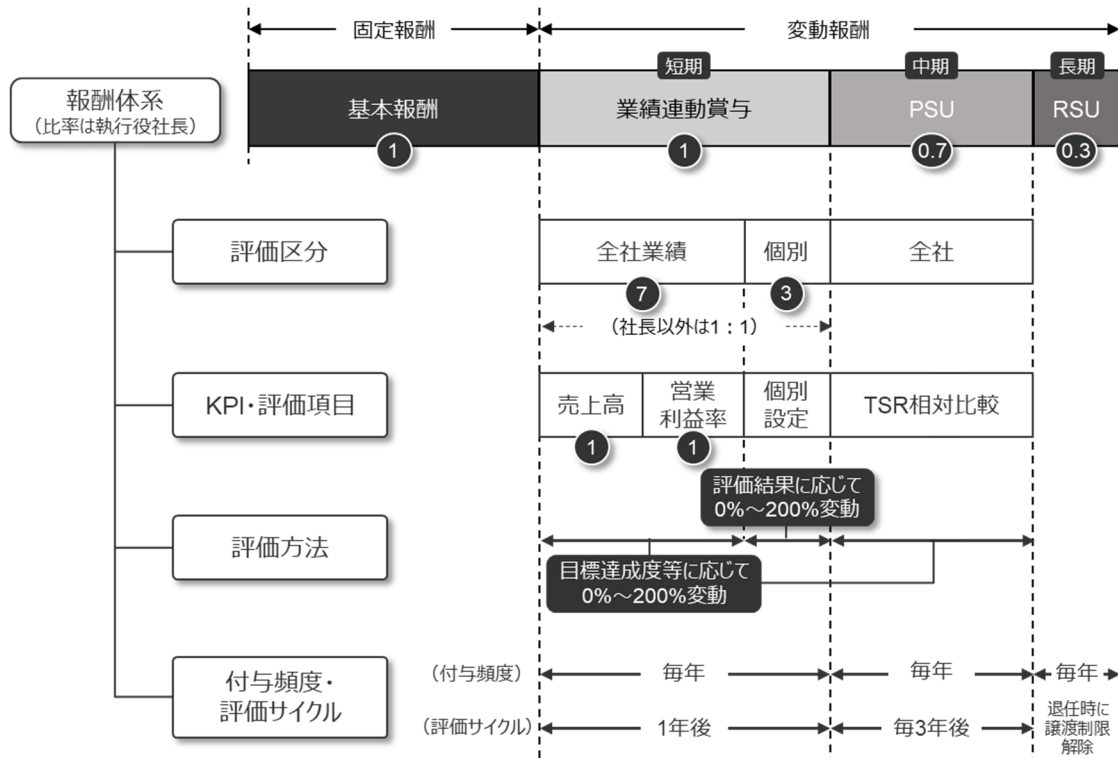 固定報酬
変動報酬
短期
中期
長期
報酬体系
（比率は執行役社長）
基本報酬
業績連動賞与
PSU
RSU
1
1
0.7
0.3
評価区分
全社業績
個別
全社
7
3
（社長以外は1：1）
KPI・評価項目
売上高
営業
利益率
個別
設定
TSR相対比較
1
1
評価結果に応じて
0%～200%変動
評価方法
目標達成度等に応じて
0%～200%変動
付与頻度・
評価サイクル
（付与頻度）
毎年
毎年
毎年
（評価サイクル）
1年後
毎3年後
退任時に
譲渡制限
解除